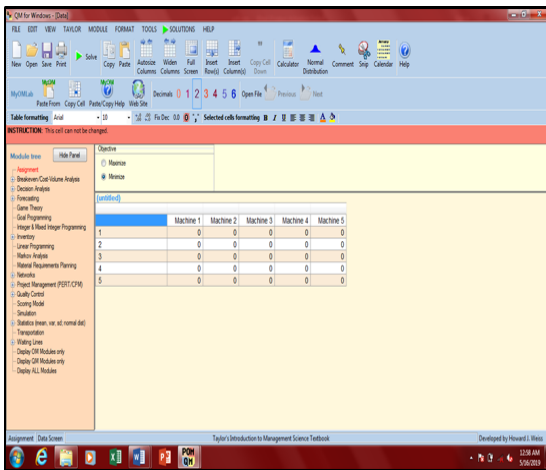 QM for Windows - [Data]
FILE EDIT VIEW TAYLOR MODULE FORMAT TOOLS SOLUTIONS HELP
New Open Save Print Solve Copy Paste Autosize Columns Widen Columns Full Screen Insert Row(s) Insert Column(s) Copy Cell Down Calculator Normal Distribution Comment Snip Calendar Help
MyOMLab Paste From Copy Cell Paste/Copy Help Web Site Decimals 0 1 2 3 4 5 6 Open File Previous Next
Table formatting Arial 10 Fix Dec 0.0 Selected cells formatting B I U
INSTRUCTION: This cell can not be changed.
Module tree Hide Panel
Assignment
Breakeven/Cost-Volume Analysis
Decision Analysis
Forecasting
Game Theory
Goal Programming
Integer & Mixed Integer Programming
Inventory
Linear Programming
Markov Analysis
Material Requirements Planning
Networks
Project Management (PERT/CPM)
Quality Control
Scoring Model
Simulation
Statistics (mean, var, sd, normal dist)
Transportation
Waiting Lines
Display OM Modules only
Display QM Modules only
Display ALL Modules
Objective
Maximize
Minimize
(untitled)
Machine 1 Machine 2 Machine 3 Machine 4 Machine 5
1 0 0 0 0 0
2 0 0 0 0 0
3 0 0 0 0 0
4 0 0 0 0 0
5 0 0 0 0 0
Assignment Data Screen Taylor's Introduction to Management Science Textbook Developed by Howard J. Weiss
POM QM
12:58 AM
5/16/2019